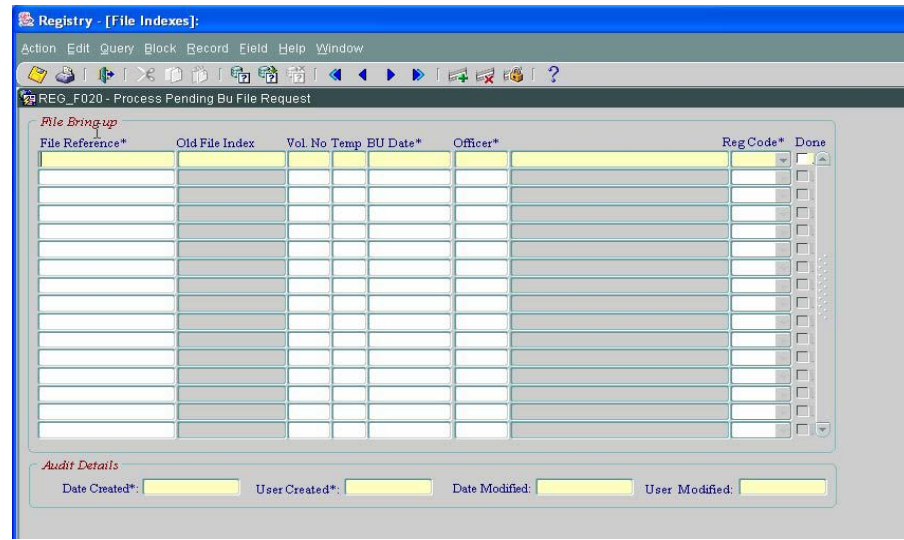 Registry - [File Indexes]:
Action Edit Query Block Record Field Help Window
?
REG_F020 - Process Pending Bu File Request
File Bring-up
File Reference* Old File Index Vol. No Temp BU Date* Officer* Reg Code* Done
Audit Details
Date Created*: User Created*: Date Modified: User Modified: